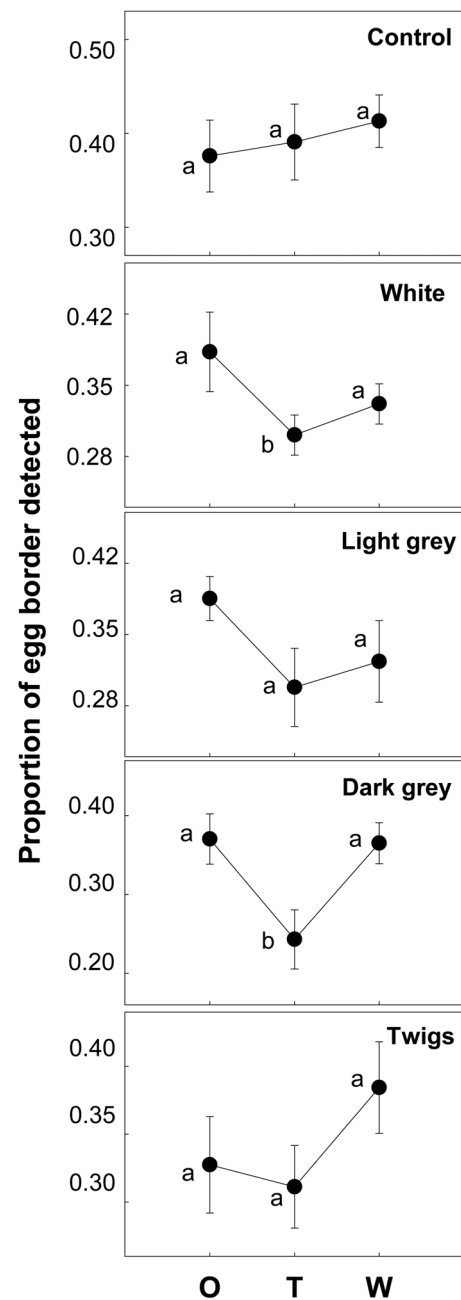 Proportion of egg border detected
Control
0.50
0.40
0.30
a
a
a
White
0.42
0.35
0.28
a
b
a
Light grey
0.42
0.35
0.28
a
a
a
Dark grey
0.40
0.30
0.20
a
b
a
Twigs
0.40
0.35
0.30
a
a
a
O T W